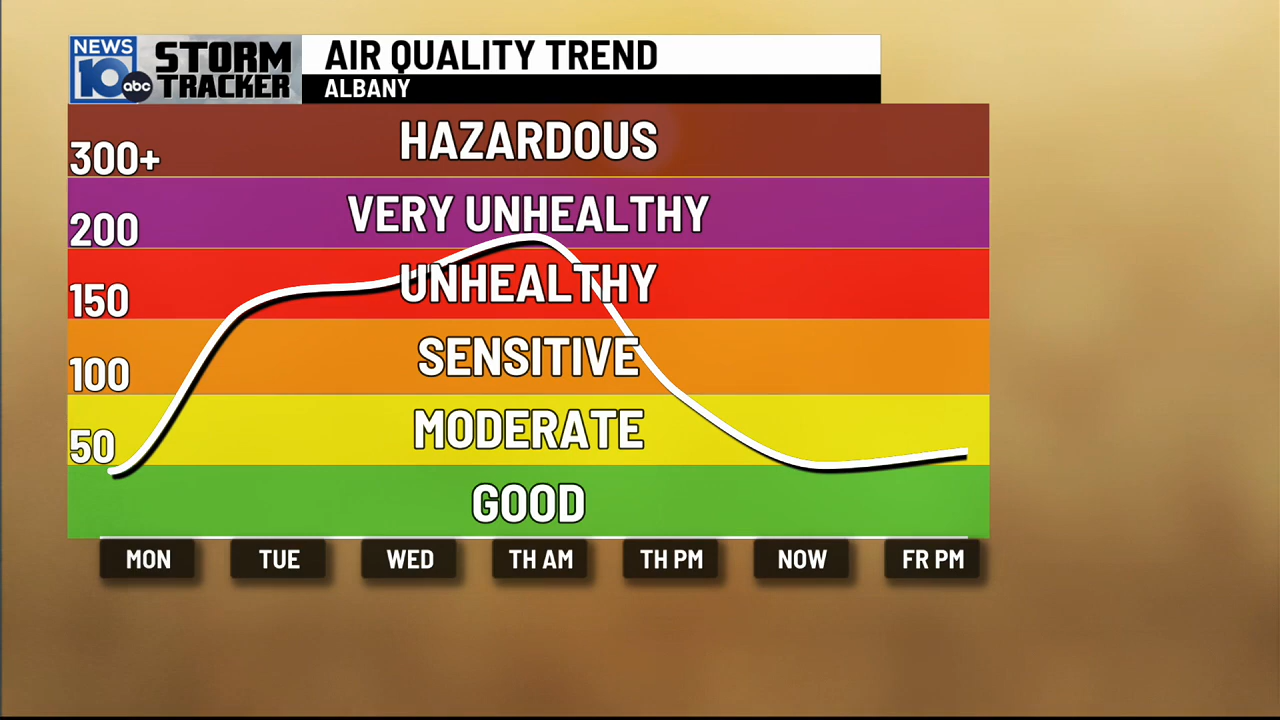 NEWS
10
abc
STORM
TRACKER
AIR QUALITY TREND
ALBANY
300+
HAZARDOUS
200
VERY UNHEALTHY
150
UNHEALTHY
100
SENSITIVE
50
MODERATE
GOOD
MON TUE WED TH AM TH PM NOW FR PM